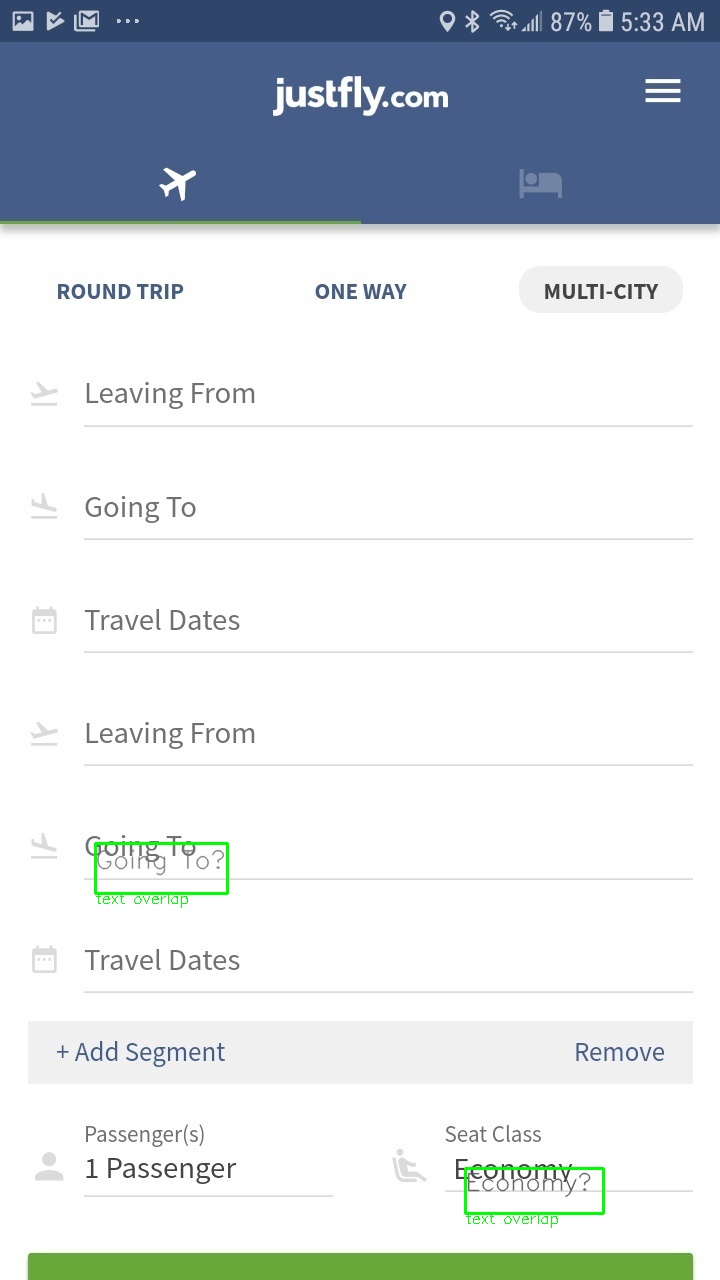 87% 5:33 AM
justfly.com
ROUND TRIP ONE WAY MULTI-CITY
Leaving From
Going To
Travel Dates
Leaving From
Going To
Going To?
text overlap
Travel Dates
+ Add Segment Remove
Passenger(s) Seat Class
1 Passenger Economy
Economy?
text overlap